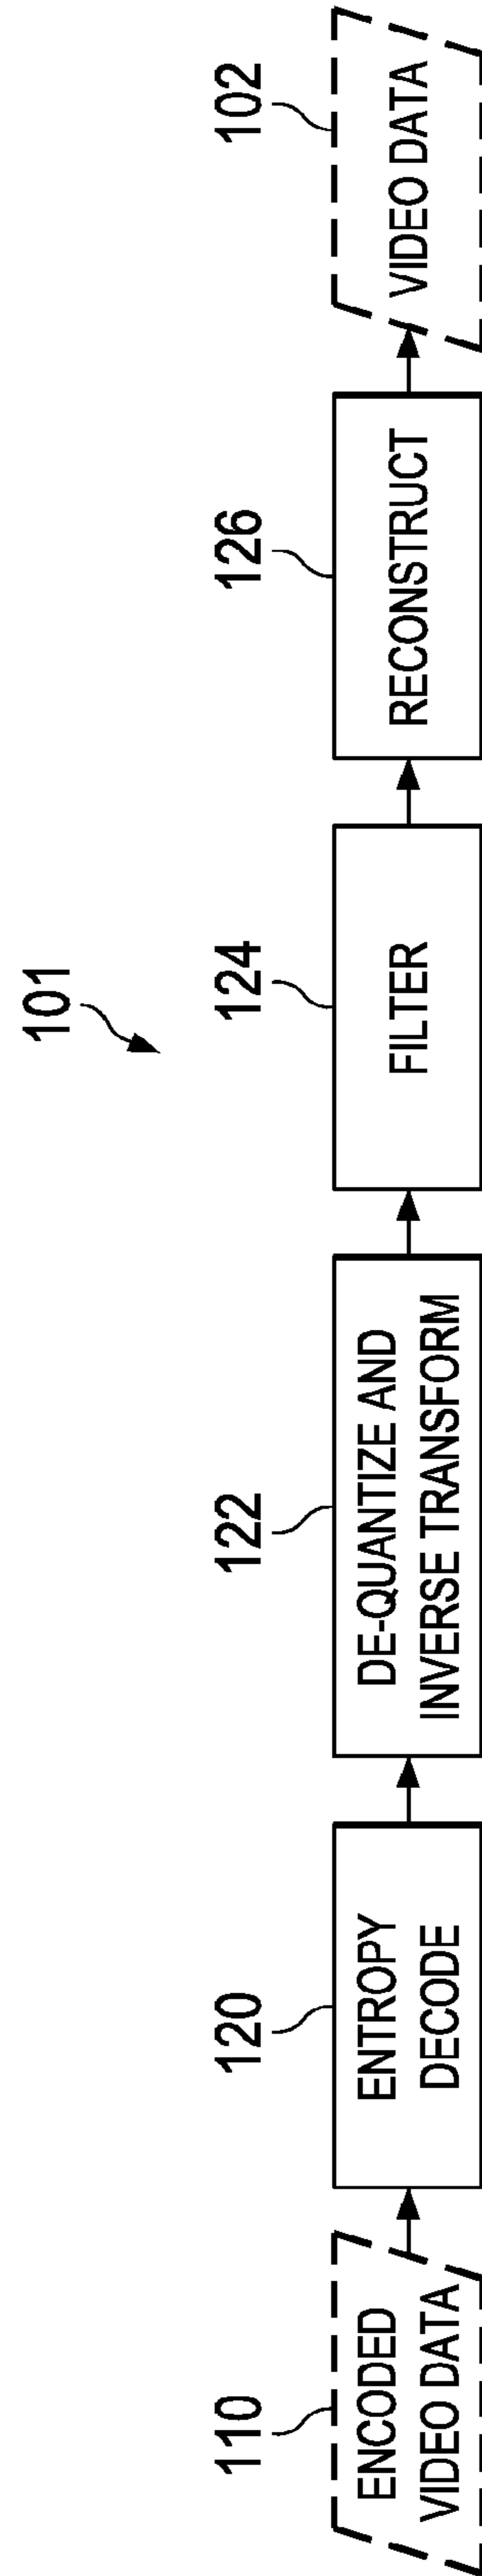 101
110
120
122
124
126
102
ENCODED
VIDEO DATA
ENTROPY
DECODE
DE-QUANTIZE AND
INVERSE TRANSFORM
FILTER
RECONSTRUCT
VIDEO DATA